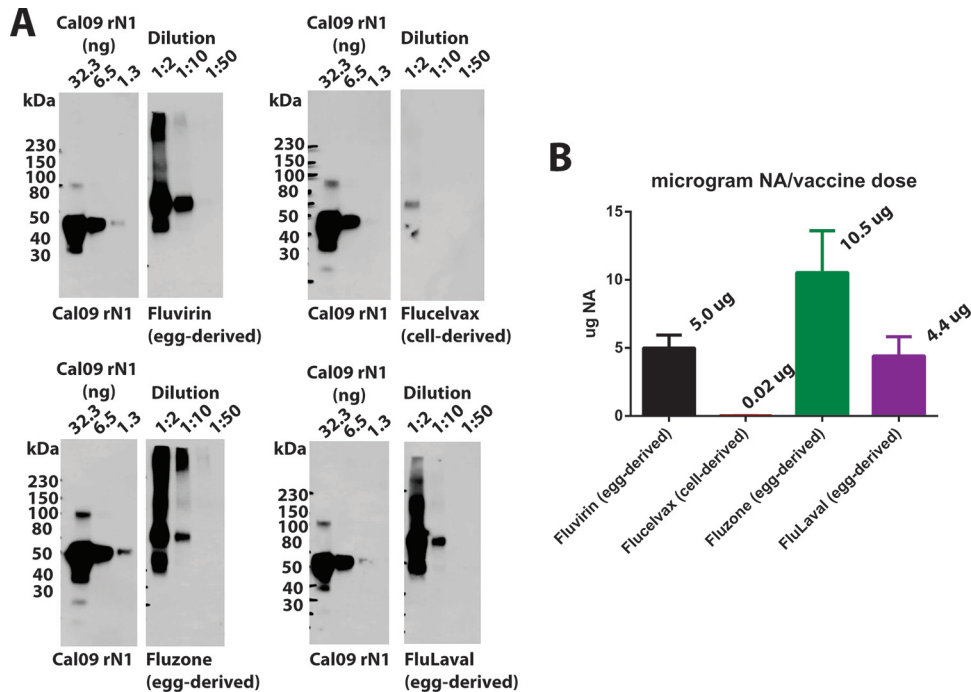 A
Cal09 rN1
(ng)
Dilution
32.3 6.5 1.3 1:2 1:10 1:50
kDa
230
150
100
80
50
40
30
Cal09 rN1 Fluvirin
(egg-derived)
Cal09 rN1
(ng)
Dilution
32.3 6.5 1.3 1:2 1:10 1:50
kDa
230
150
100
80
50
40
30
Cal09 rN1 Flucelvax
(cell-derived)
Cal09 rN1
(ng)
Dilution
32.3 6.5 1.3 1:2 1:10 1:50
kDa
230
150
100
80
50
40
30
Cal09 rN1 Fluzone
(egg-derived)
Cal09 rN1
(ng)
Dilution
32.3 6.5 1.3 1:2 1:10 1:50
kDa
230
150
100
80
50
40
30
Cal09 rN1 FluLaval
(egg-derived)
B
microgram NA/vaccine dose
15
10
5
0
ug NA
5.0 ug
0.02 ug
10.5 ug
4.4 ug
Fluvirin (egg-derived)
Flucelvax (cell-derived)
Fluzone (egg-derived)
FluLaval (egg-derived)